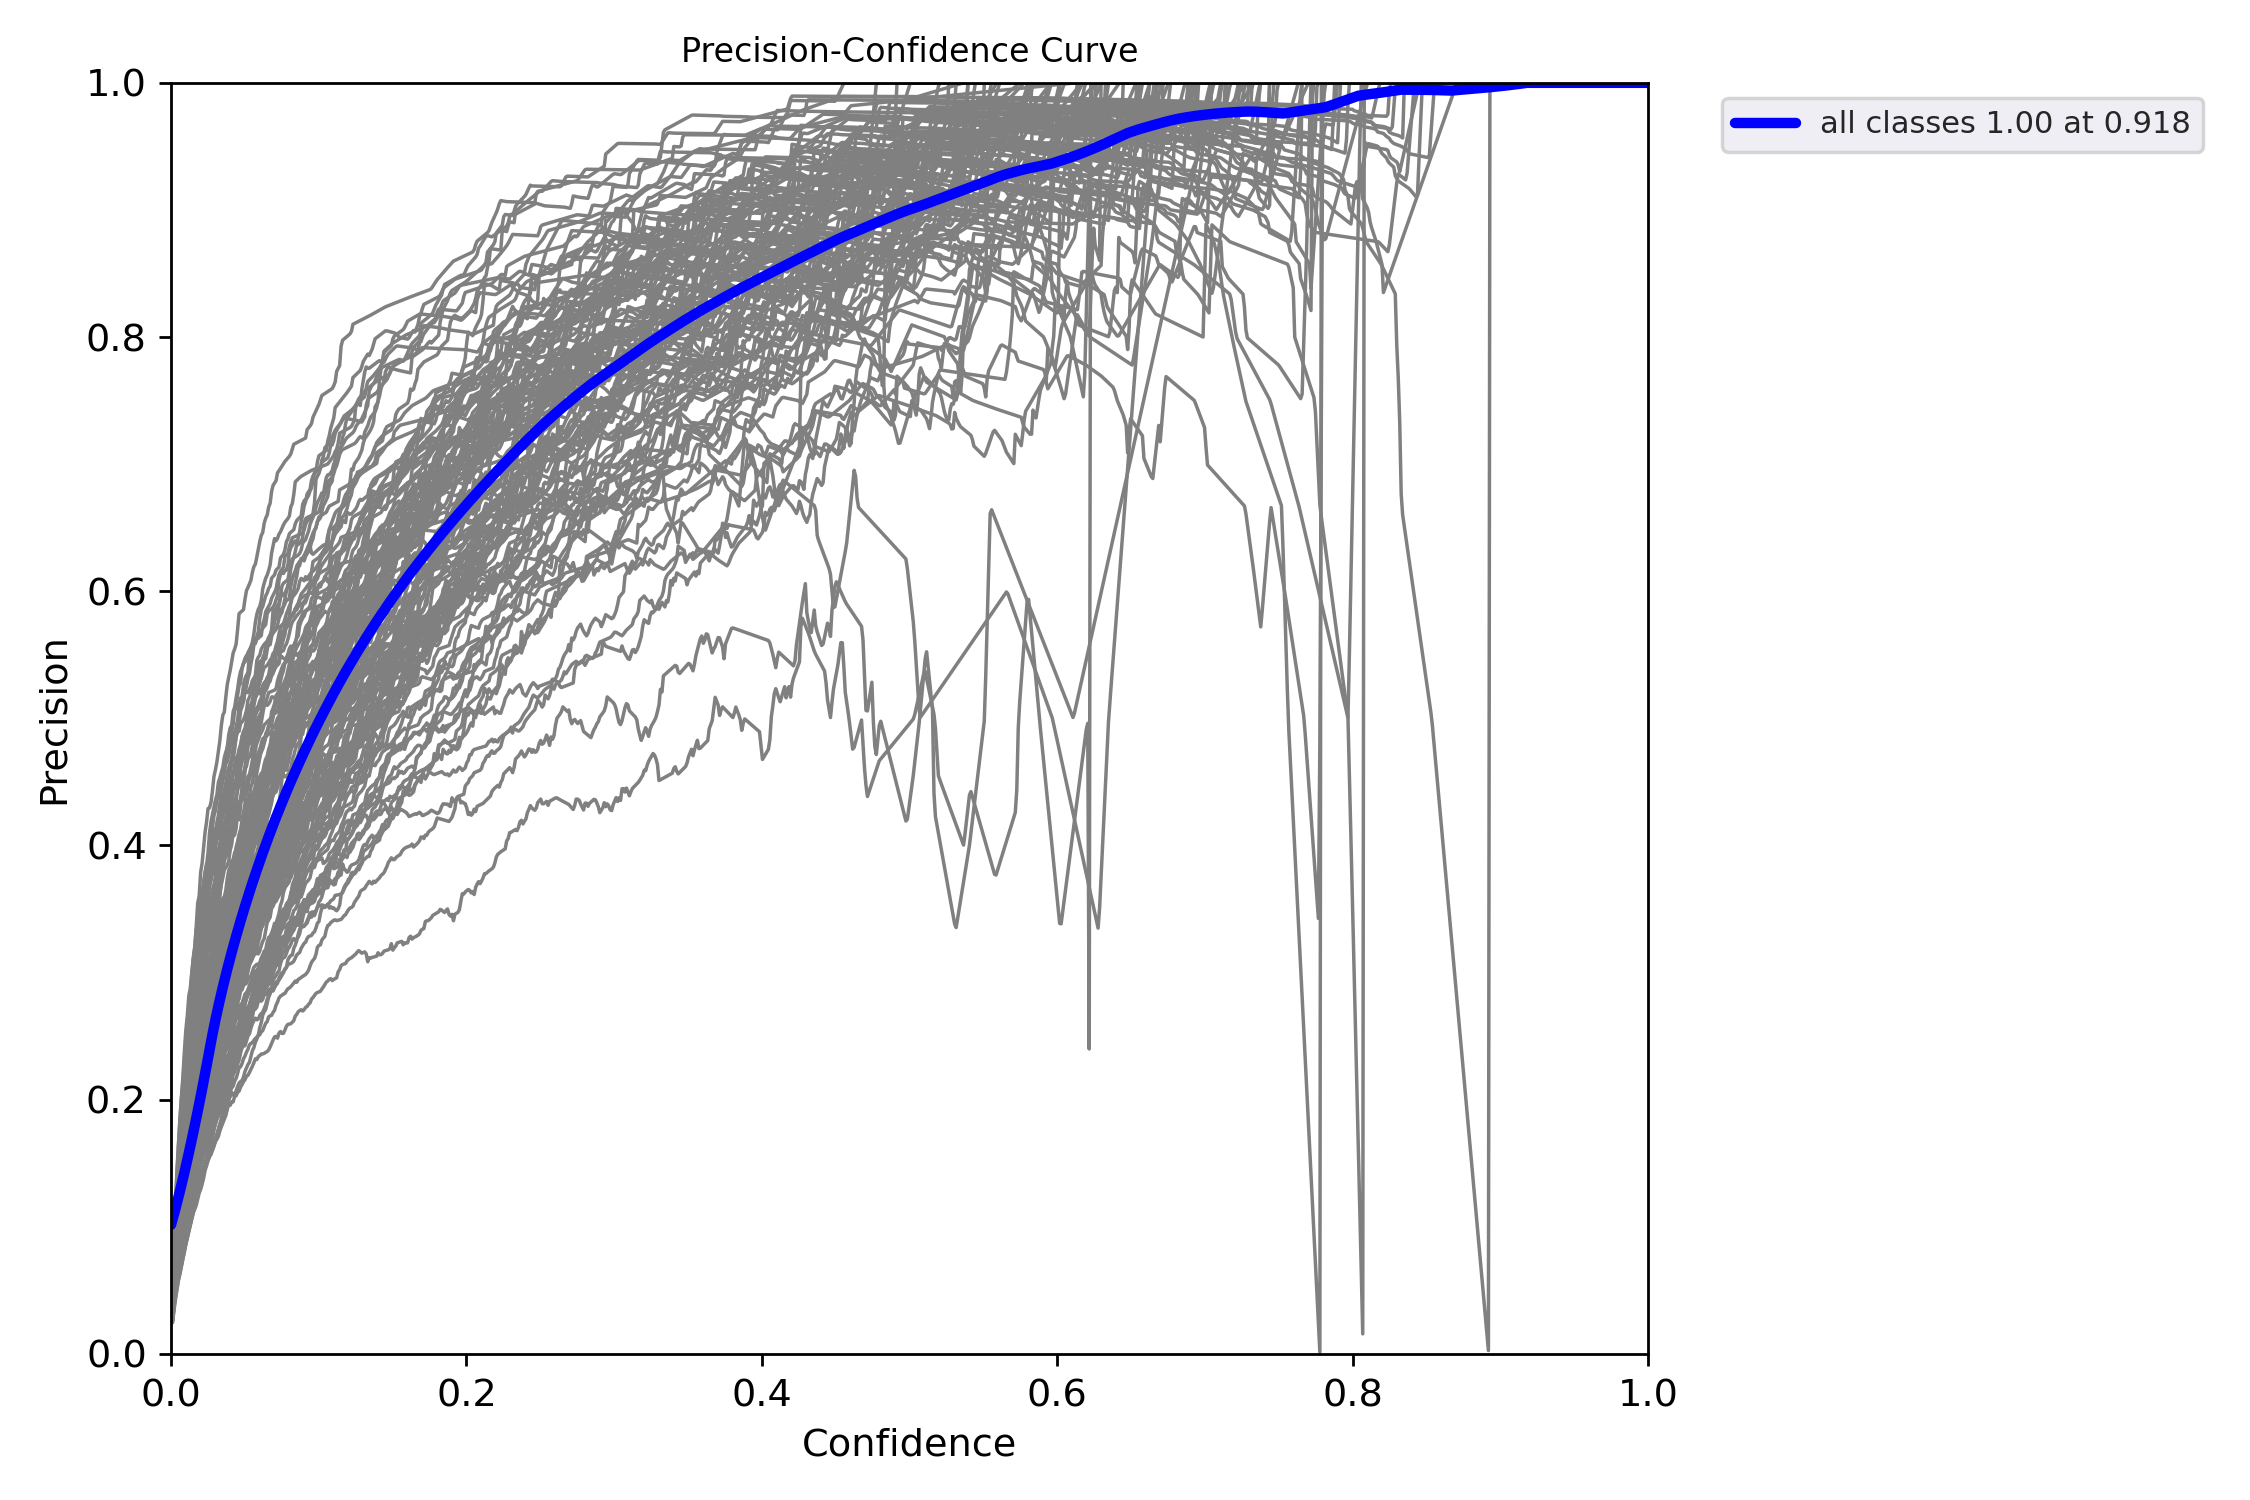 Precision-Confidence Curve
1.0
0.8
0.6
0.4
0.2
0.0
Precision
0.0 0.2 0.4 0.6 0.8 1.0
Confidence
all classes 1.00 at 0.918